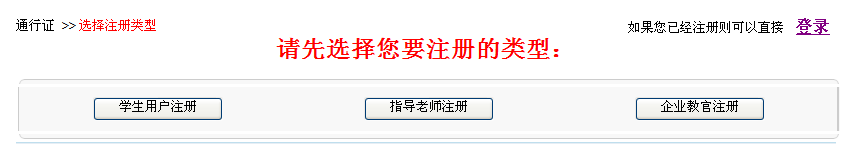 通行证 >> 选择注册类型
如果您已经注册则可以直接 登录
请先选择您要注册的类型：
学生用户注册 指导老师注册 企业教官注册